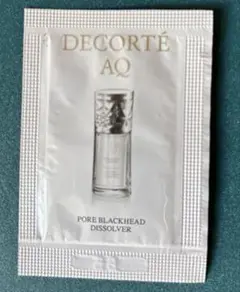 DECORTÉ
AQ
PORE BLACKHEAD
DISSOLVER